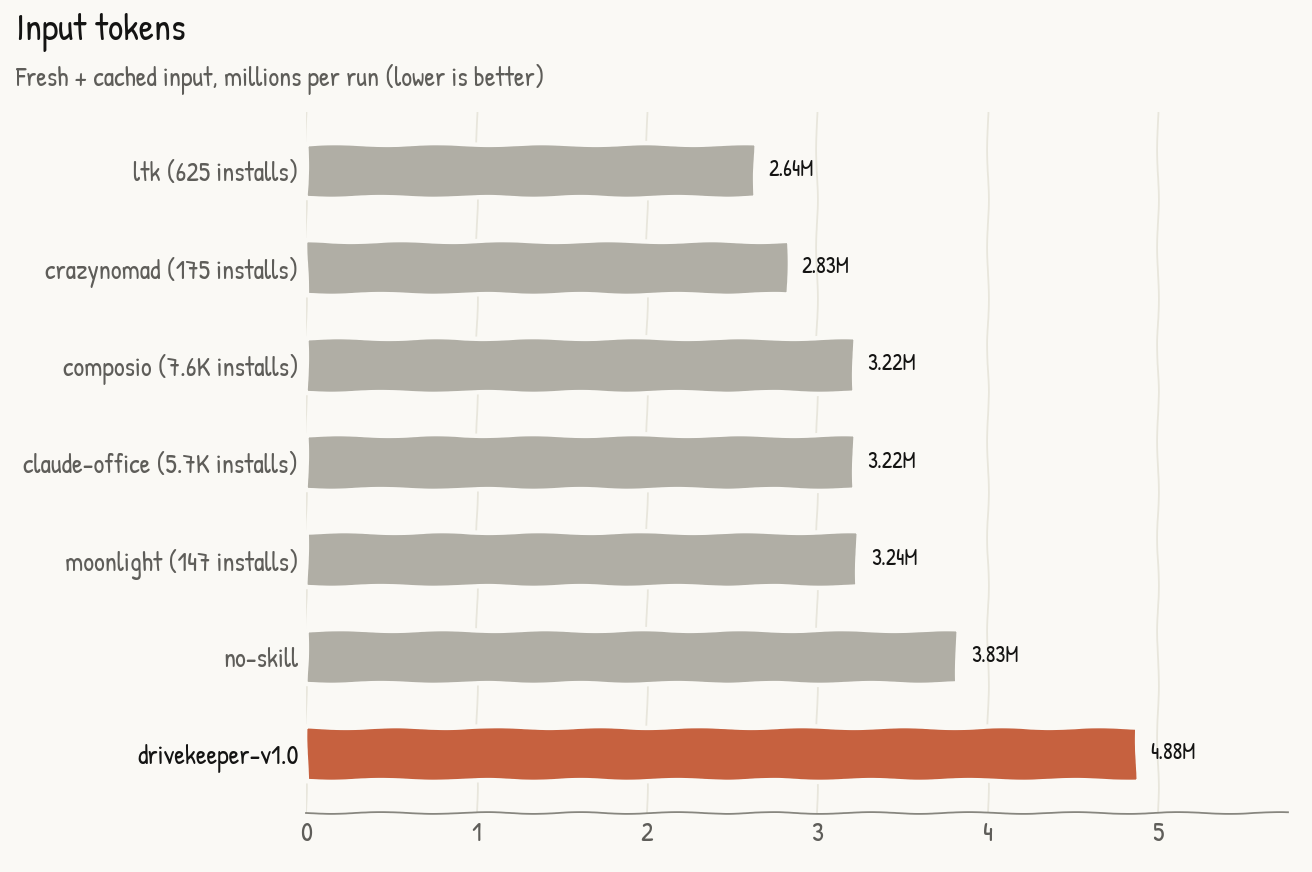 Input tokens
Fresh + cached input, millions per run (lower is better)
ltk (625 installs) 2.64M
crazynomad (175 installs) 2.83M
composio (7.6K installs) 3.22M
claude-office (5.7K installs) 3.22M
moonlight (147 installs) 3.24M
no-skill 3.83M
drivekeeper-v1.0 4.88M
0 1 2 3 4 5